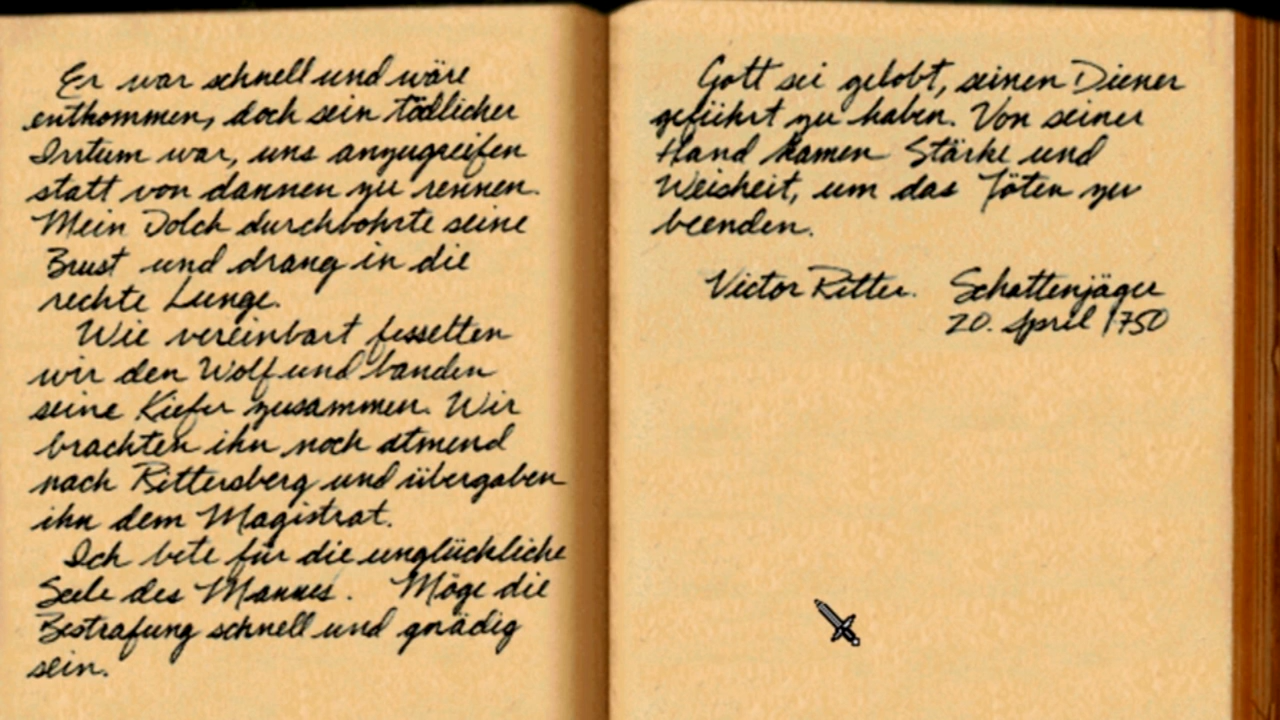 Er war schnell und wäre
entkommen, doch sein tödlicher
Irrtum war, uns anzugreifen
statt von dannen zu rennen.
Mein Dolch durchbohrte seine
Brust und drang in die
rechte Lunge.
Wie vereinbart fesselten
wir den Wolf und banden
seine Kiefer zusammen. Wir
brachten ihn noch atmend
nach Rittersberg und übergaben
ihn dem Magistrat.
Ich bete für die unglückliche
Seele des Mannes. Möge die
Bestrafung schnell und gnädig
sein.
Gott sei gelobt, seinen Diener
geführt zu haben. Von seiner
Hand kamen Stärke und
Weisheit, um das Töten zu
beenden.
Victor Ritter. Schattenjäger
20. April 1750